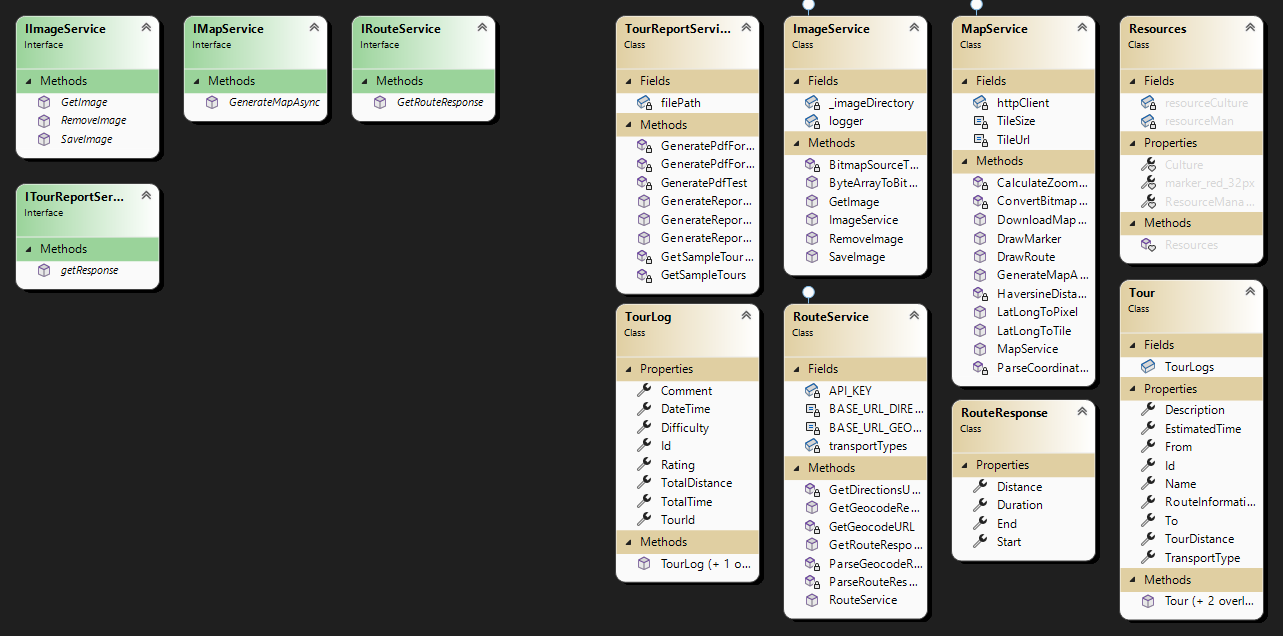 IImageService
Interface
Methods
GetImage
RemoveImage
SaveImage
IMapService
Interface
Methods
GenerateMapAsync
IRouteService
Interface
Methods
GetRouteResponse
ITourReportSer...
Interface
Methods
getResponse
TourReportServi...
Class
Fields
filePath
Methods
GeneratePdfFor...
GeneratePdfFor...
GeneratePdfTest
GenerateRepor...
GenerateRepor...
GenerateRepor...
GetSampleTour...
GetSampleTours
TourLog
Class
Properties
Comment
DateTime
Difficulty
Id
Rating
TotalDistance
TotalTime
TourId
Methods
TourLog (+ 1 o...
ImageService
Class
Fields
_imageDirectory
logger
Methods
BitmapSourceT...
ByteArrayToBit...
GetImage
ImageService
RemoveImage
SaveImage
RouteService
Class
Fields
API_KEY
BASE_URL_DIRE...
BASE_URL_GEO...
transportTypes
Methods
GetDirectionsU...
GetGeocodeRe...
GetGeocodeURL
GetRouteRespo...
ParseGeocodeR...
ParseRouteRes...
RouteService
MapService
Class
Fields
httpClient
TileSize
TileUrl
Methods
CalculateZoom...
ConvertBitmap...
DownloadMap...
DrawMarker
DrawRoute
GenerateMapA...
HaversineDista...
LatLongToPixel
LatLongToTile
MapService
ParseCoordinat...
RouteResponse
Class
Properties
Distance
Duration
End
Start
Resources
Class
Fields
resourceCulture
resourceMan
Properties
Culture
marker_red_32px
ResourceMana...
Methods
Resources
Tour
Class
Fields
TourLogs
Properties
Description
EstimatedTime
From
Id
Name
RouteInformati...
To
TourDistance
TransportType
Methods
Tour (+ 2 overl...